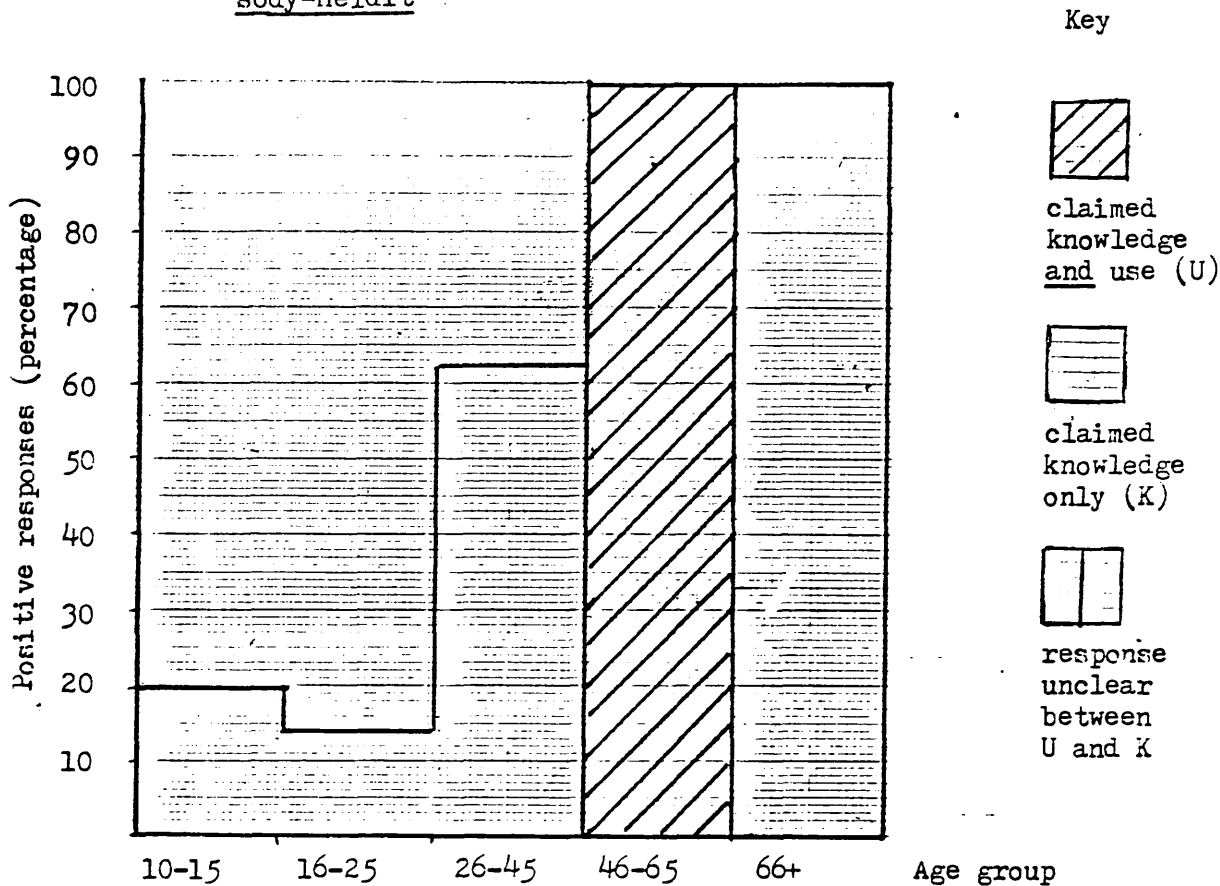 Key
100
90
80
70
60
50
40
30
20
10
Positive responses (percentage)
10-15 16-25 26-45 46-65 66+ Age group
claimed
knowledge
and use (U)
claimed
knowledge
only (K)
response
unclear
between
U and K